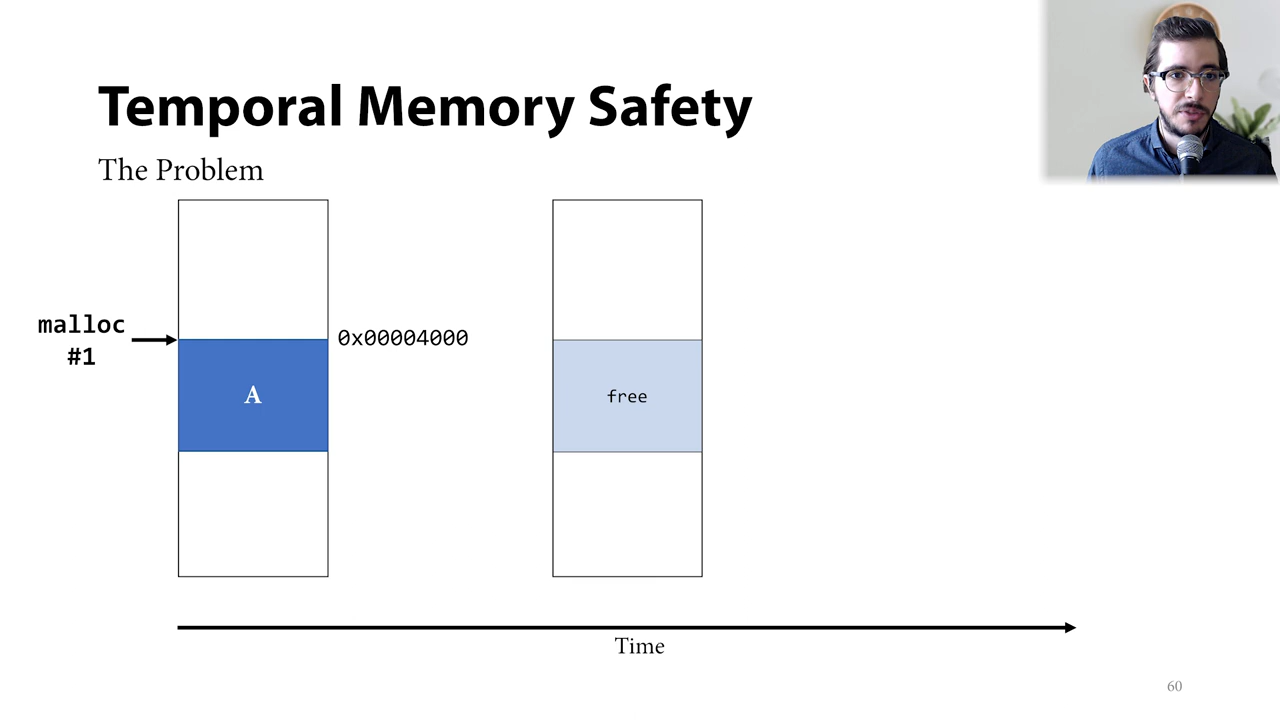 Temporal Memory Safety
The Problem
malloc
#1
0x00004000
A
free
Time
60